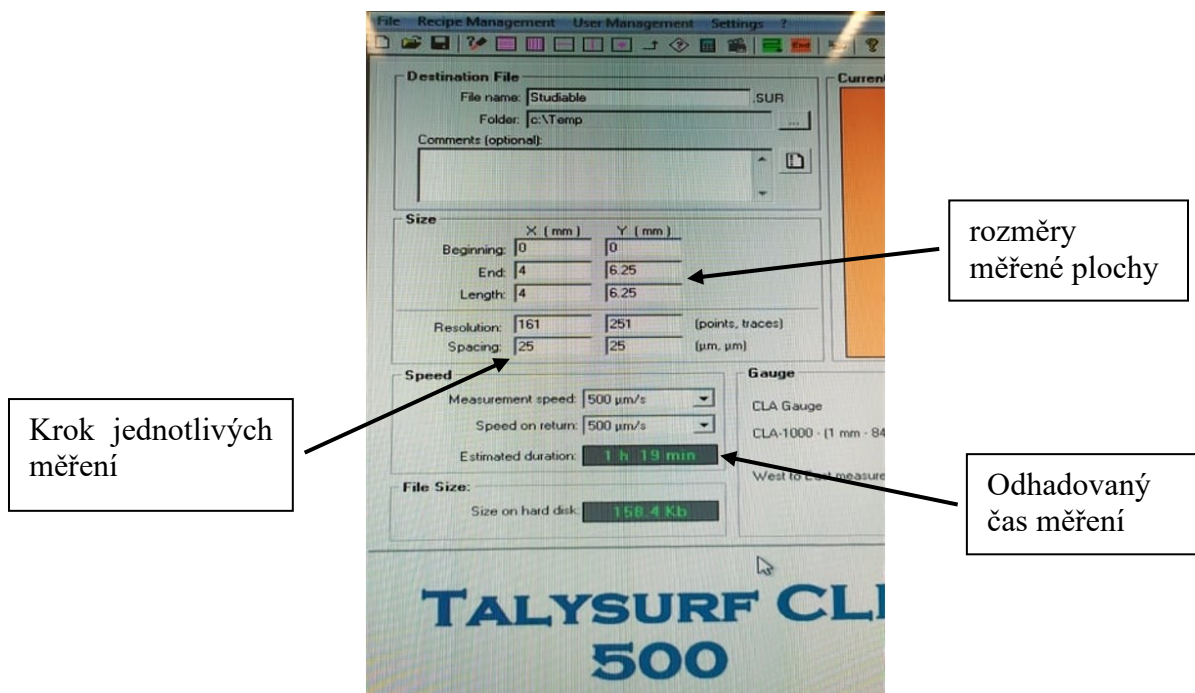 File Recipe Management User Management Settings ?
End
Destination File
File name: Studiable .SUR
Folder: c:\Temp ...
Comments (optional):
Size
X (mm) Y (mm)
Beginning: 0 0
End: 4 6.25
Length: 4 6.25
Resolution: 161 251 (points, traces)
Spacing: 25 25 (µm, µm)
Speed
Measurement speed: 500 µm/s
Speed on return: 500 µm/s
Estimated duration: 1 h 19 min
File Size:
Size on hard disk: 158.4 Kb
Current
Gauge
CLA Gauge
CLA-1000 - (1 mm - 84
West to East measure
TALYSURF CLI
500
rozměry
měřené plochy
Krok jednotlivých
měření
Odhadovaný
čas měření